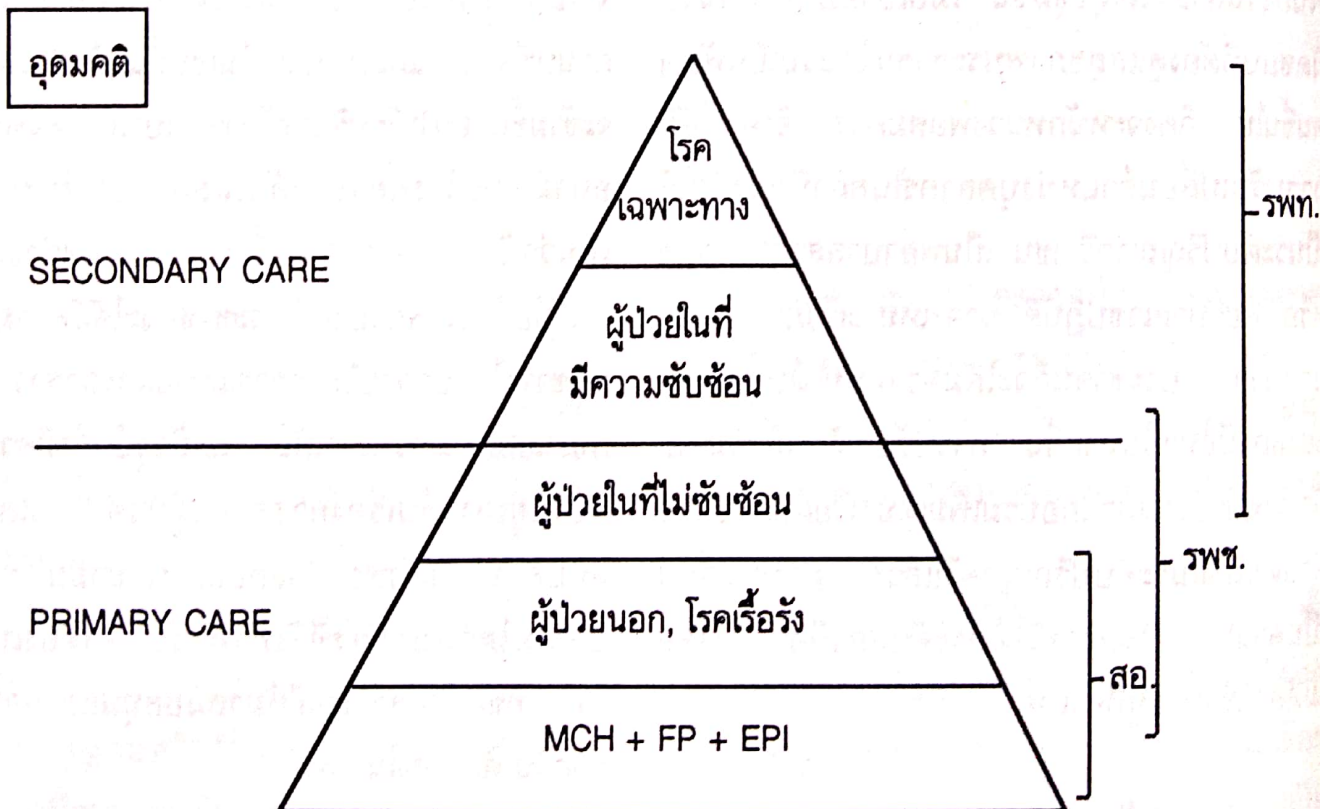 อุดมคติ
โรค
เฉพาะทาง
รพท.
SECONDARY CARE
ผู้ป่วยในที่
มีความซับซ้อน
ผู้ป่วยในที่ไม่ซับซ้อน
รพช.
PRIMARY CARE
ผู้ป่วยนอก, โรคเรื้อรัง
สอ.
MCH + FP + EPI